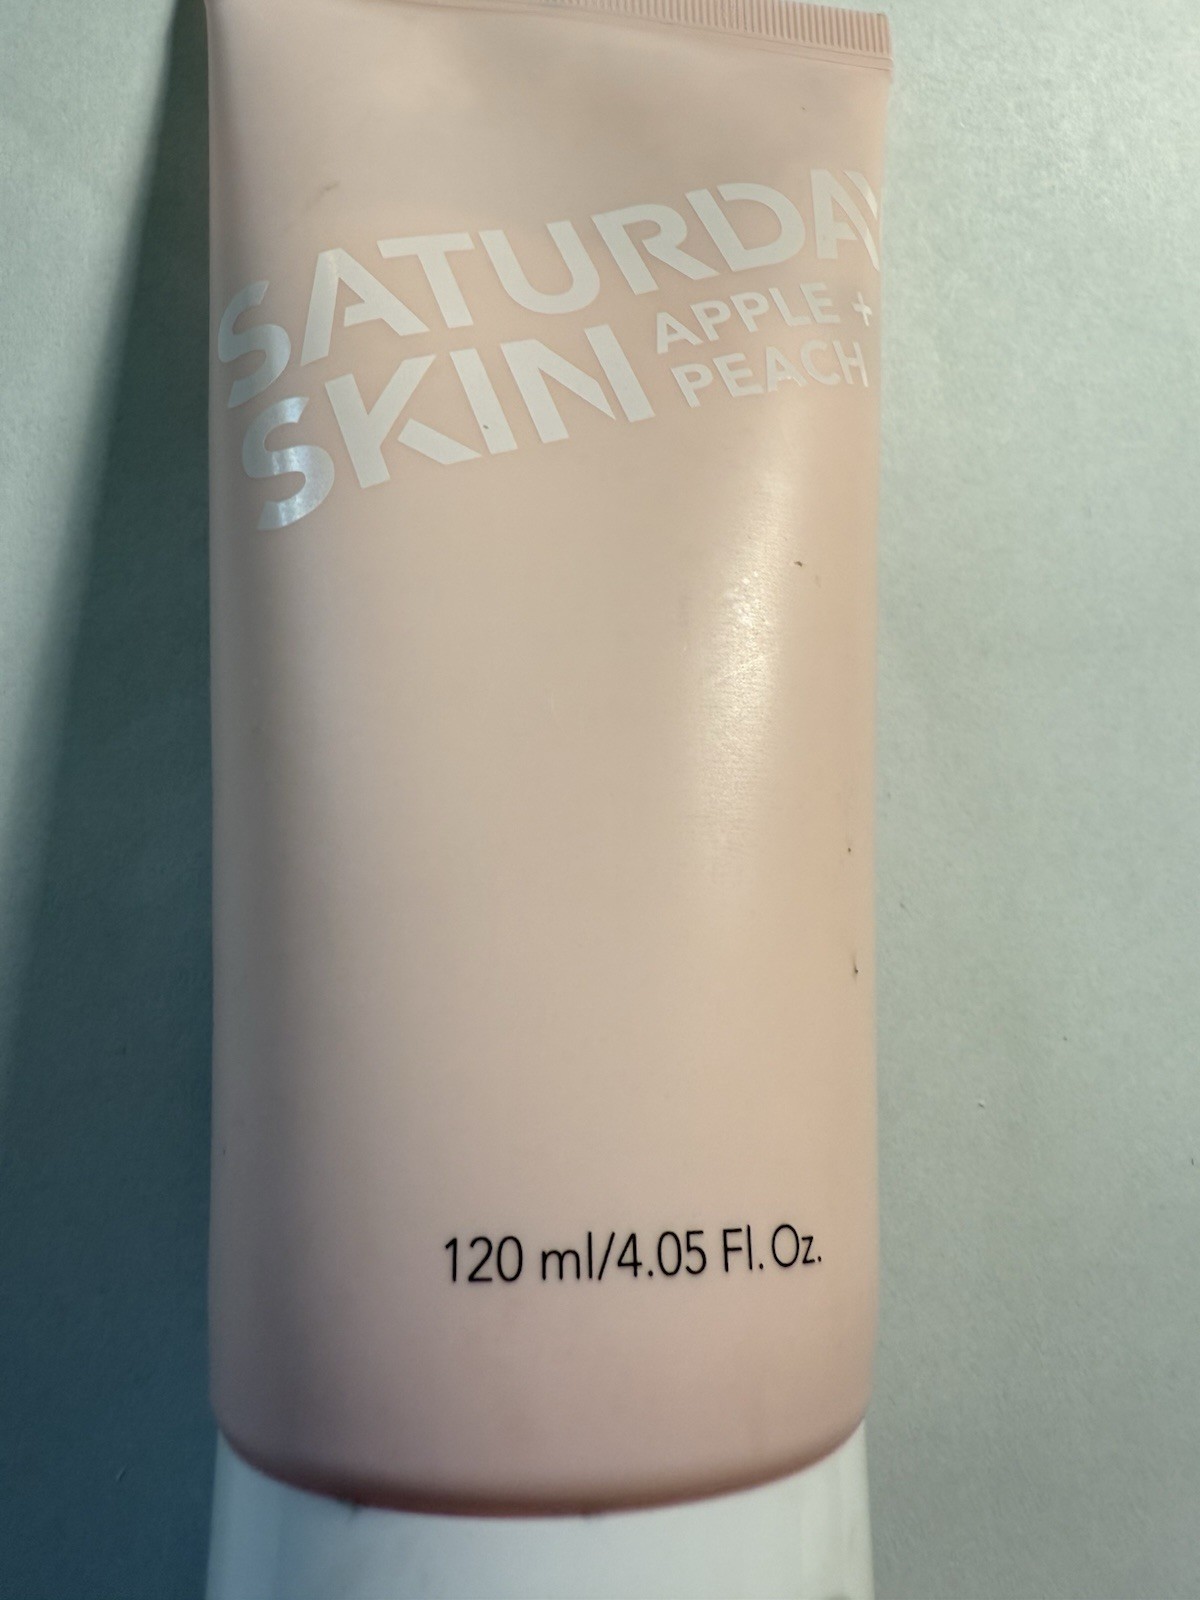 SATURDAY
SKIN
APPLE +
PEACH
120 ml/4.05 Fl. Oz.